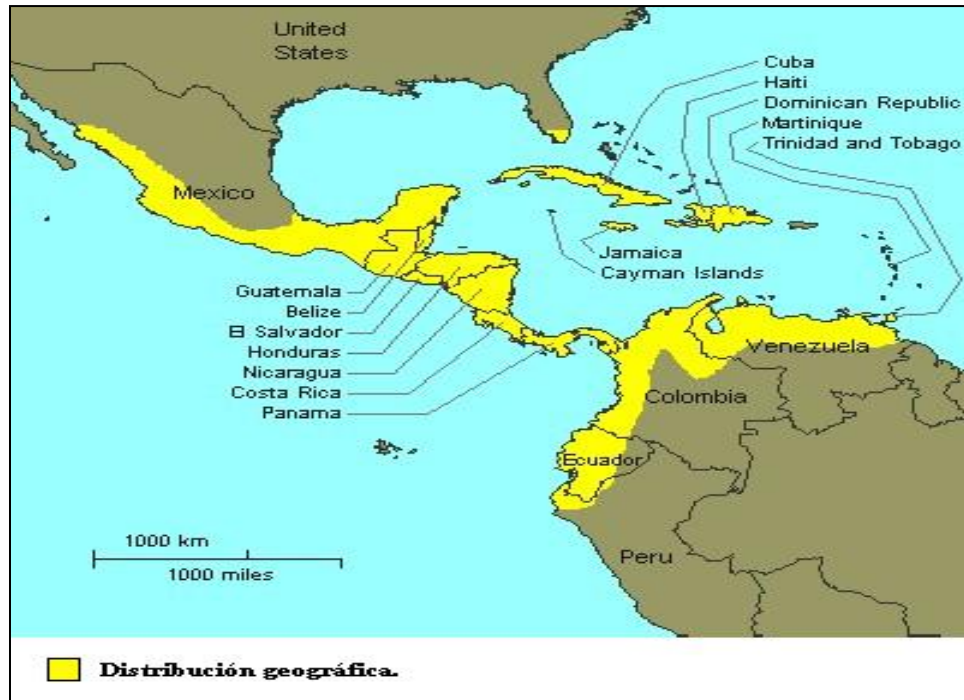 United
States
Cuba
Haiti
Dominican Republic
Martinique
Trinidad and Tobago
Mexico
Jamaica
Cayman Islands
Guatemala
Belize
El Salvador
Honduras
Nicaragua
Costa Rica
Panama
Venezuela
Colombia
Ecuador
Peru
1000 km
1000 miles
Distribución geográfica.